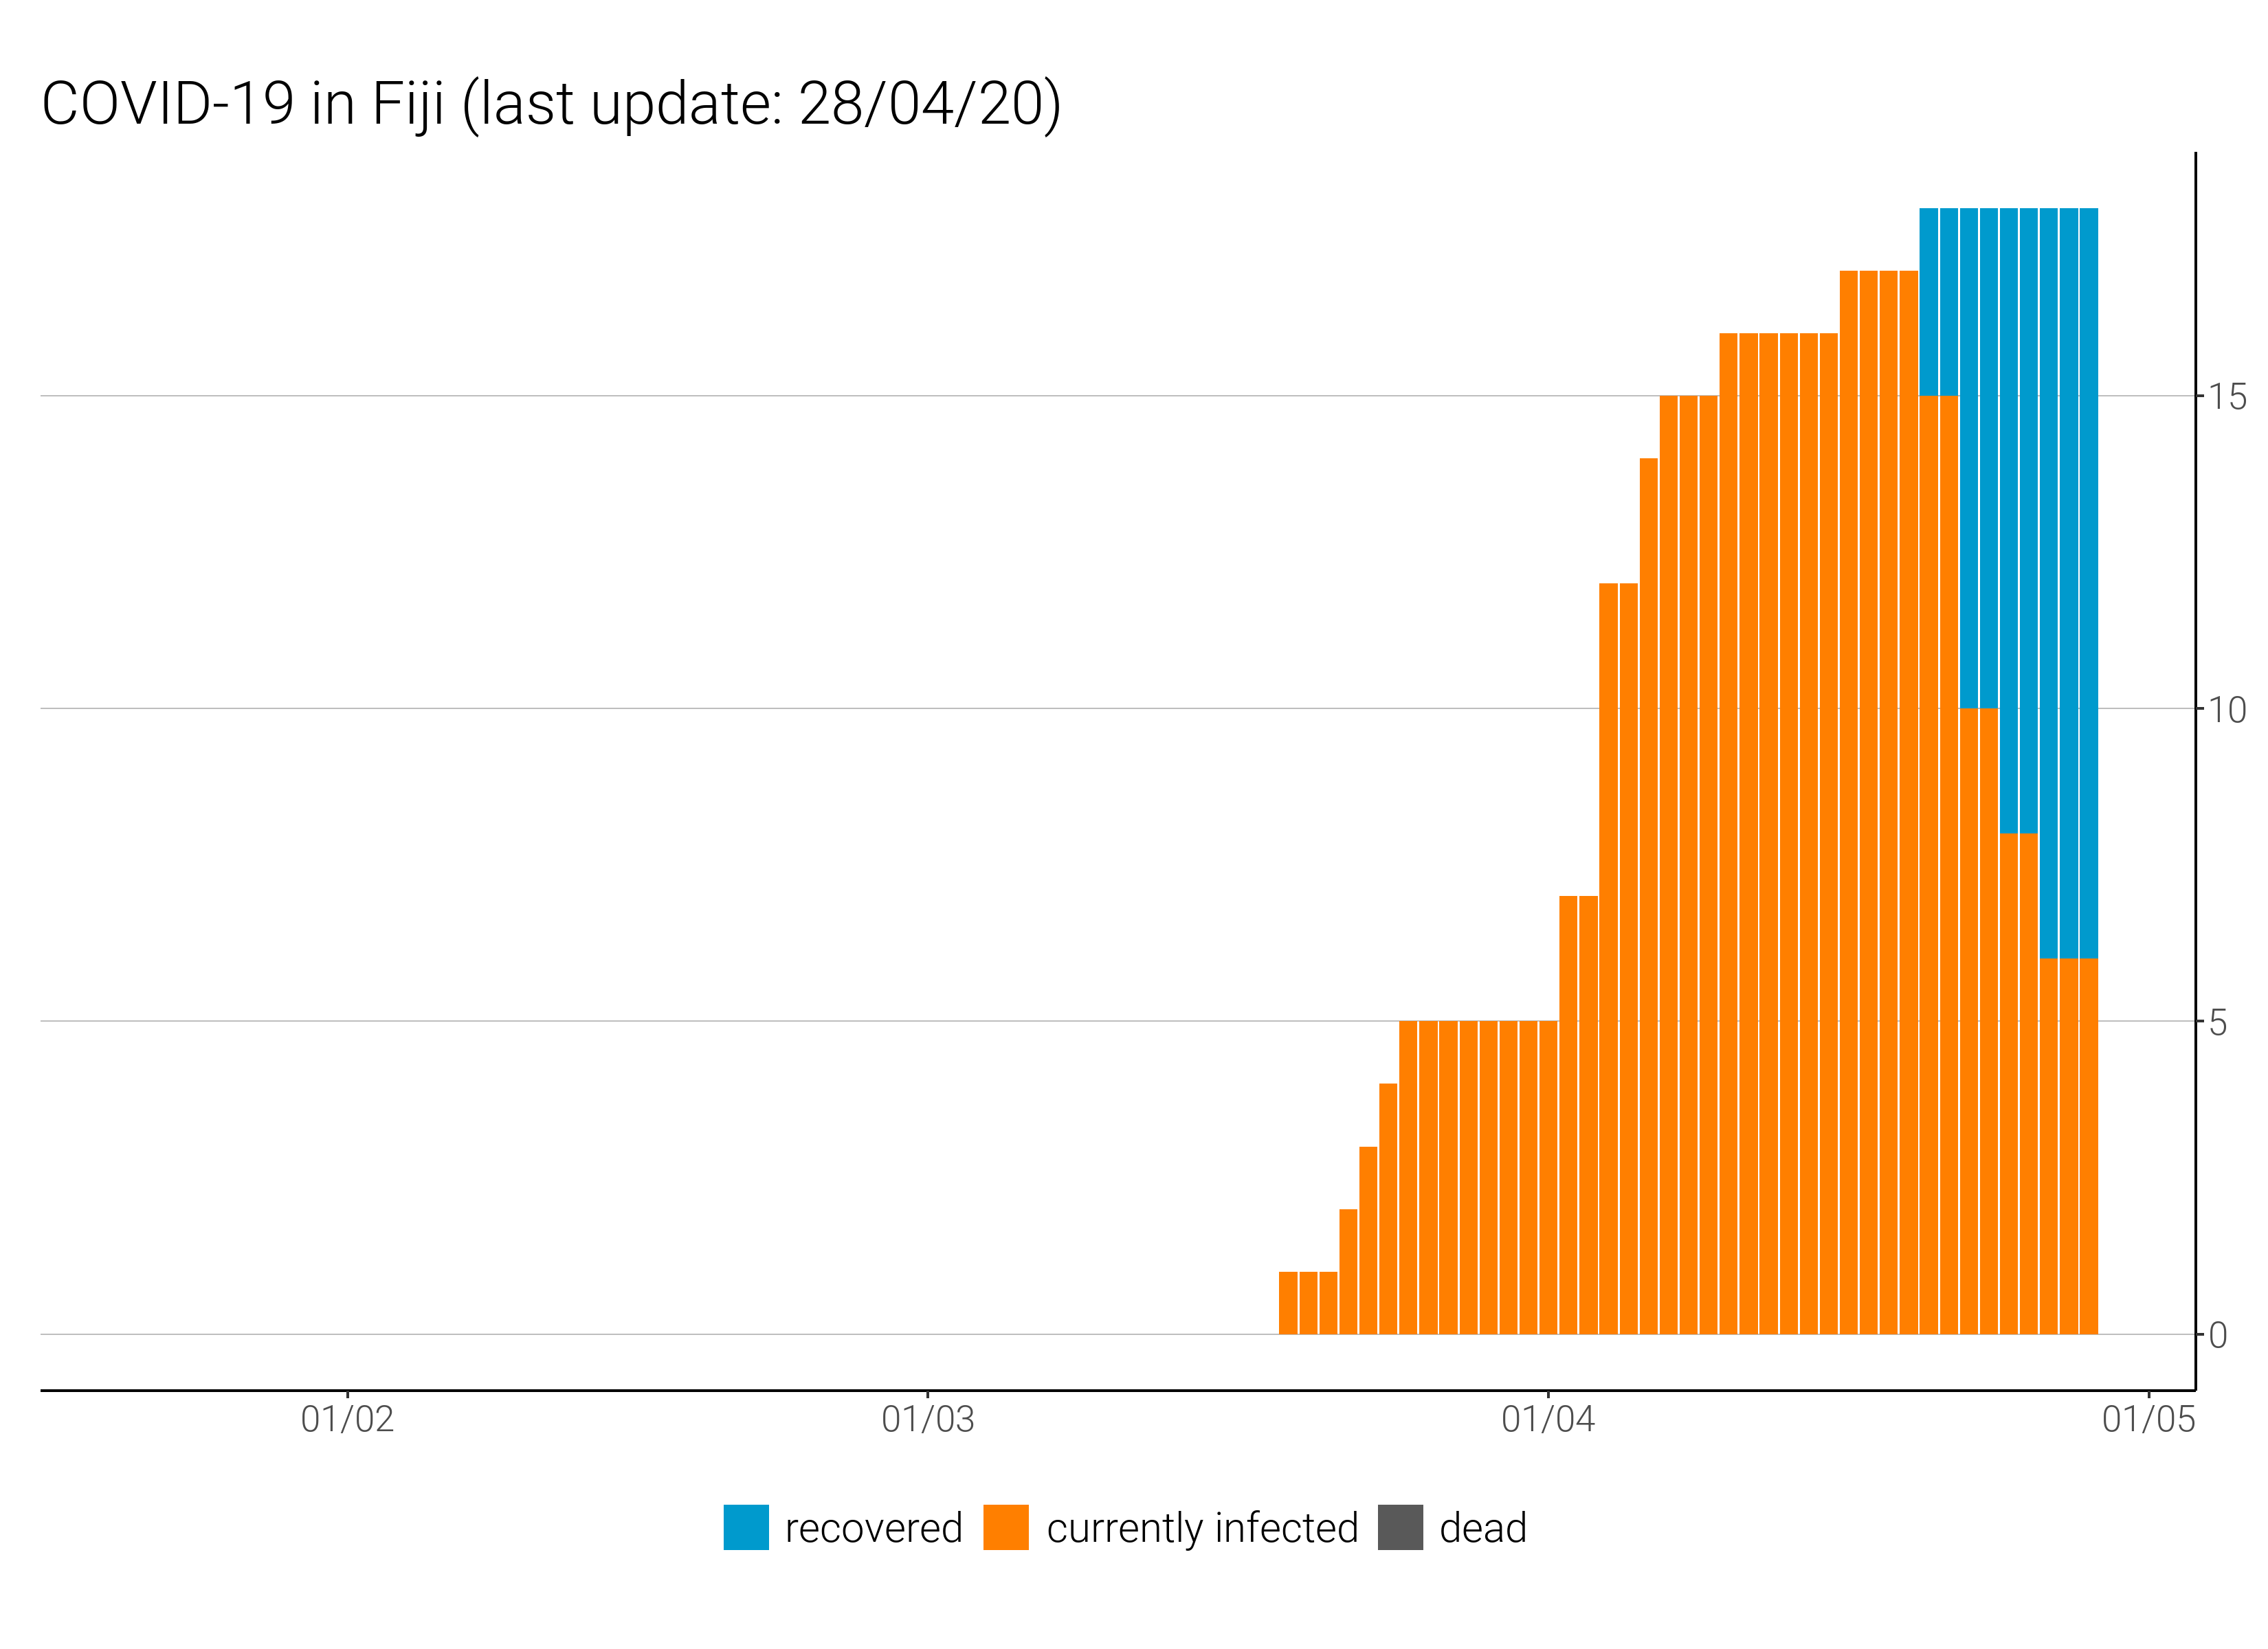 COVID-19 in Fiji (last update: 28/04/20)
15
10
5
0
01/02 01/03 01/04 01/05
recovered currently infected dead